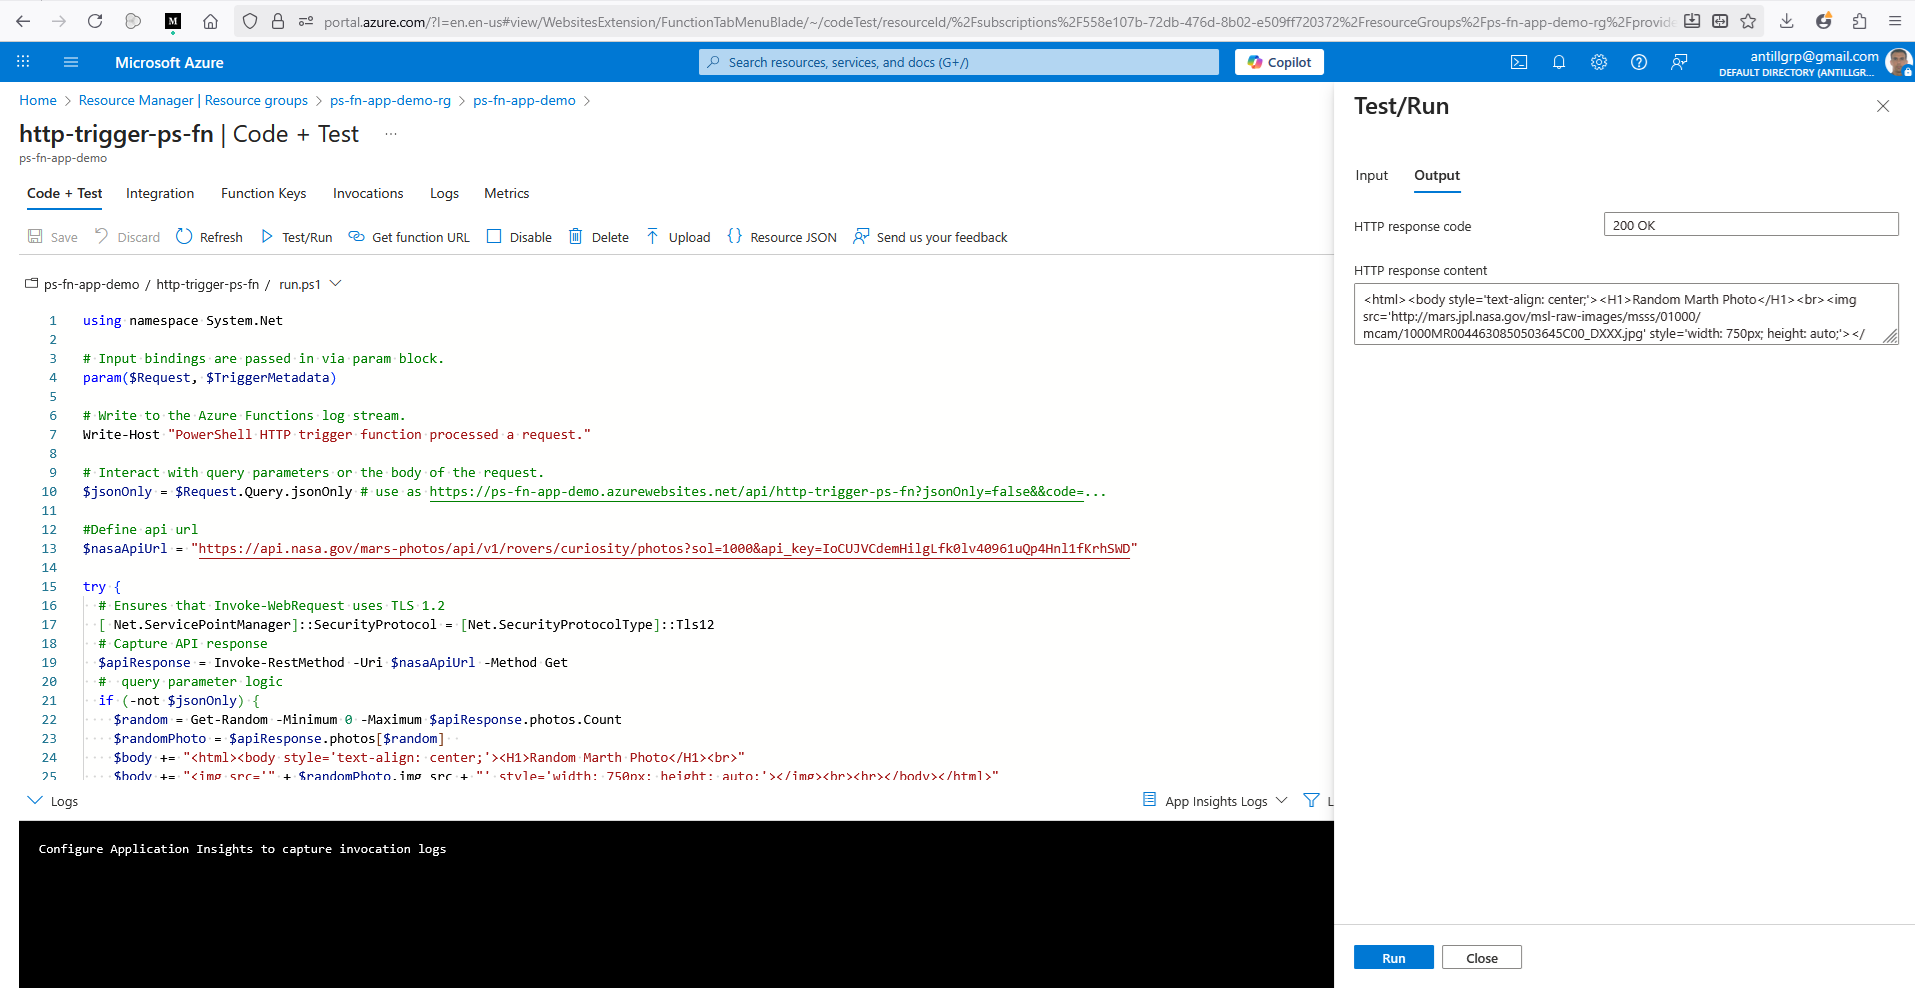 portal.azure.com/?l=en.en-us#view/WebsitesExtension/FunctionTabMenuBlade/~/codeTest/resourceId/%2Fsubscriptions%2F558e107b-72db-476d-8b02-e509ff720372%2FresourceGroups%2Fps-fn-app-demo-rg%2Fprovide
Microsoft Azure
Search resources, services, and docs (G+/)
Copilot
antillgrp@gmail.com
DEFAULT DIRECTORY (ANTILLGR...
Home > Resource Manager | Resource groups > ps-fn-app-demo-rg > ps-fn-app-demo >
http-trigger-ps-fn | Code + Test ...
ps-fn-app-demo
Code + Test Integration Function Keys Invocations Logs Metrics
Save Discard Refresh Test/Run Get function URL Disable Delete Upload Resource JSON Send us your feedback
ps-fn-app-demo / http-trigger-ps-fn / run.ps1
1 using namespace System.Net
2
3 # Input bindings are passed in via param block.
4 param($Request, $TriggerMetadata)
5
6 # Write to the Azure Functions log stream.
7 Write-Host "PowerShell HTTP trigger function processed a request."
8
9 # Interact with query parameters or the body of the request.
10 $jsonOnly = $Request.Query.jsonOnly # use as https://ps-fn-app-demo.azurewebsites.net/api/http-trigger-ps-fn?jsonOnly=false&&code=...
11
12 #Define api url
13 $nasaApiUrl = "https://api.nasa.gov/mars-photos/api/v1/rovers/curiosity/photos?sol=1000&api_key=IoCUJVCdemHilgLfk0lv40961uQp4Hnl1fKrhSWD"
14
15 try {
16 # Ensures that Invoke-WebRequest uses TLS 1.2
17 [ Net.ServicePointManager]::SecurityProtocol = [Net.SecurityProtocolType]::Tls12
18 # Capture API response
19 $apiResponse = Invoke-RestMethod -Uri $nasaApiUrl -Method Get
20 #  query parameter logic
21 if (-not $jsonOnly) {
22 $random = Get-Random -Minimum 0 -Maximum $apiResponse.photos.Count
23 $randomPhoto = $apiResponse.photos[$random]
24 $body += "<html><body style='text-align: center;'><H1>Random Marth Photo</H1><br>"
25 $body += "<img src='" + $randomPhoto.img_src + "' style='width: 750px; height: auto;'></img><br><hr></body></html>"
Logs
App Insights Logs
L
Configure Application Insights to capture invocation logs
Test/Run
Input Output
HTTP response code
200 OK
HTTP response content
<html><body style='text-align: center;'><H1>Random Marth Photo</H1><br><img
src='http://mars.jpl.nasa.gov/msl-raw-images/msss/01000/
mcam/1000MR0044630850503645C00_DXXX.jpg' style='width: 750px; height: auto;'></
Run
Close